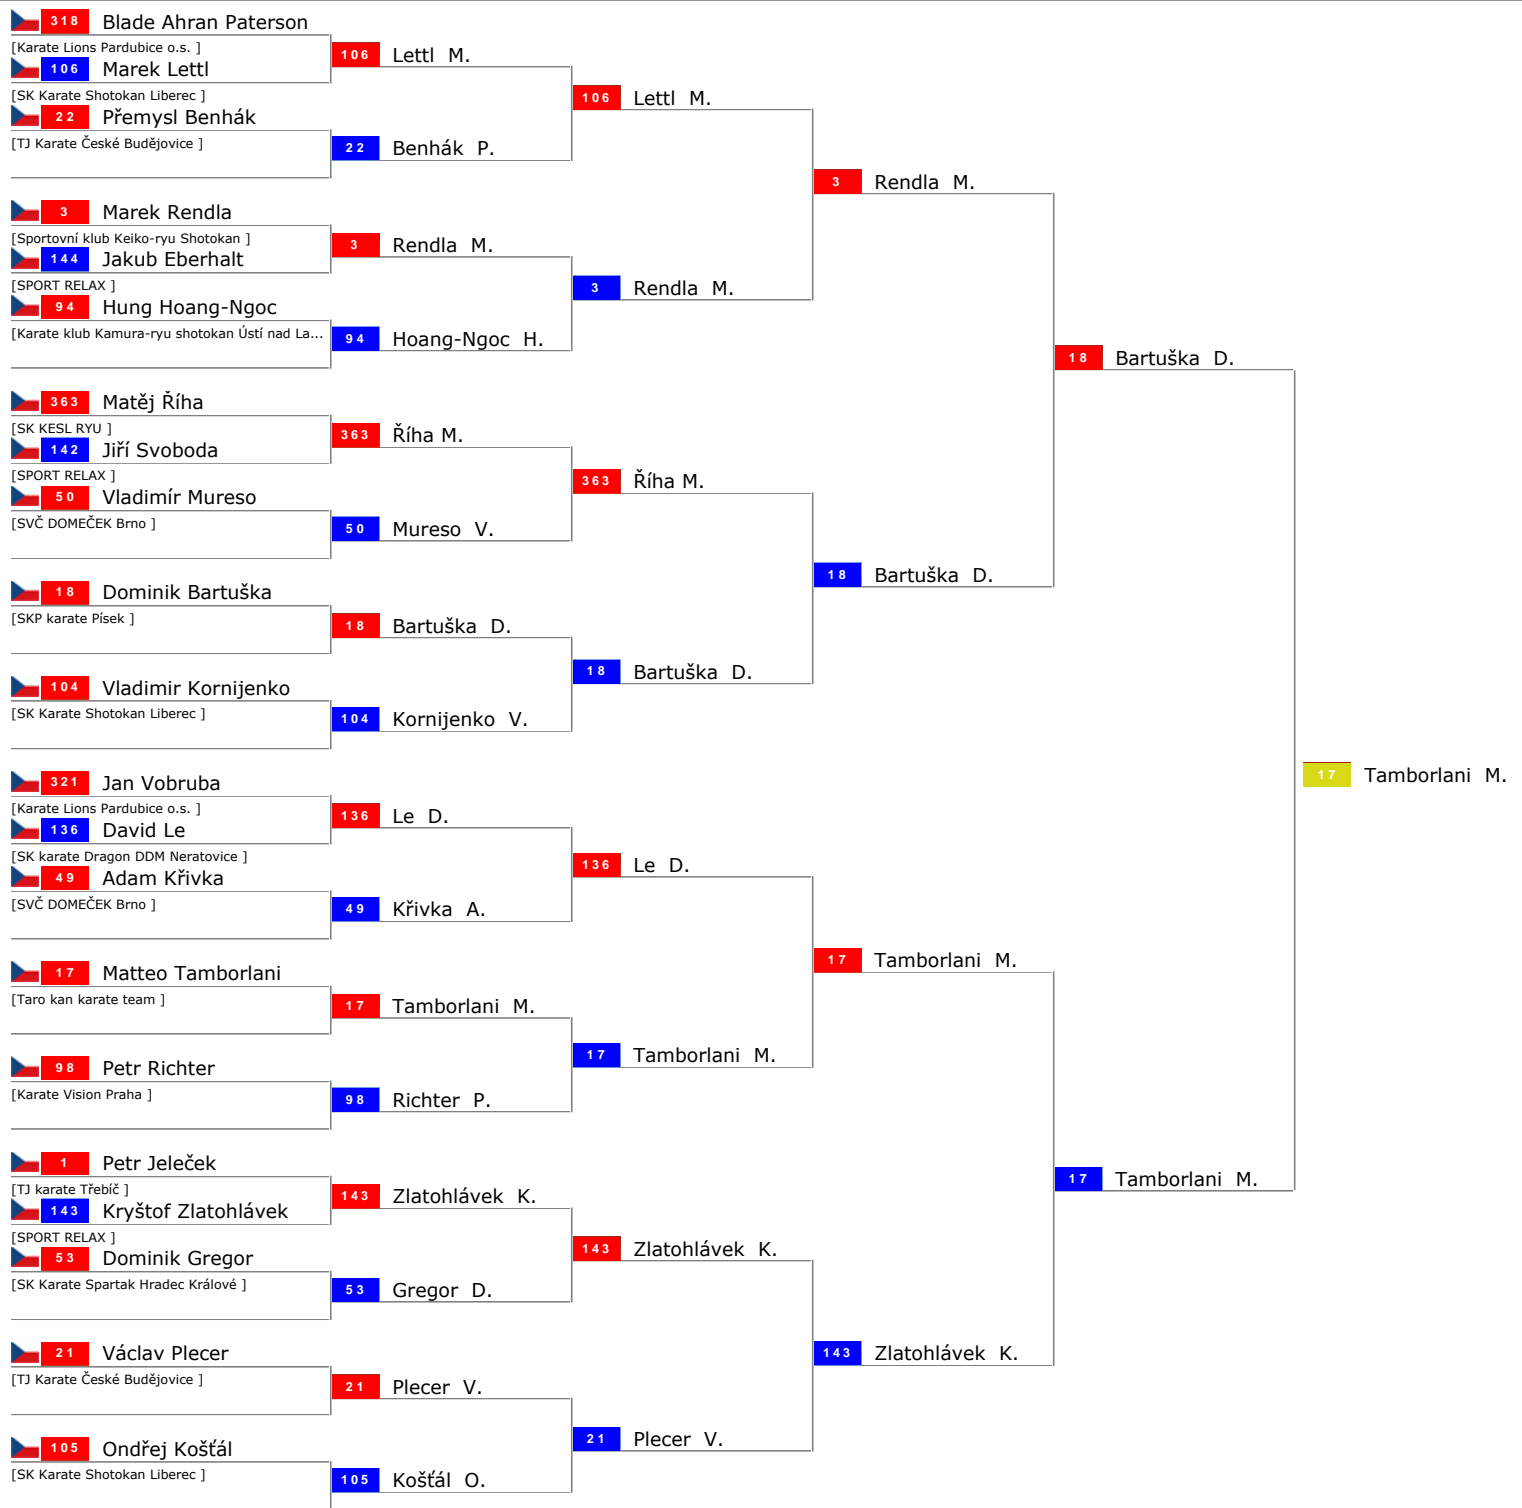 318 Blade Ahran Paterson
[Karate Lions Pardubice o.s. ]
106 Marek Lettl
[SK Karate Shotokan Liberec ]
22 Přemysl Benhák
[TJ Karate České Budějovice ]
3 Marek Rendla
[Sportovní klub Keiko-ryu Shotokan ]
144 Jakub Eberhalt
[SPORT RELAX ]
94 Hung Hoang-Ngoc
[Karate klub Kamura-ryu shotokan Ústí nad La...
363 Matěj Říha
[SK KESL RYU ]
142 Jiří Svoboda
[SPORT RELAX ]
50 Vladimír Mureso
[SVČ DOMEČEK Brno ]
18 Dominik Bartuška
[SKP karate Písek ]
104 Vladimir Kornijenko
[SK Karate Shotokan Liberec ]
321 Jan Vobruba
[Karate Lions Pardubice o.s. ]
136 David Le
[SK karate Dragon DDM Neratovice ]
49 Adam Křivka
[SVČ DOMEČEK Brno ]
17 Matteo Tamborlani
[Taro kan karate team ]
98 Petr Richter
[Karate Vision Praha ]
1 Petr Jeleček
[TJ karate Třebíč ]
143 Kryštof Zlatohlávek
[SPORT RELAX ]
53 Dominik Gregor
[SK Karate Spartak Hradec Králové ]
21 Václav Plecer
[TJ Karate České Budějovice ]
105 Ondřej Košťál
[SK Karate Shotokan Liberec ]
106 Lettl M.
22 Benhák P.
3 Rendla M.
94 Hoang-Ngoc H.
363 Říha M.
50 Mureso V.
18 Bartuška D.
104 Kornijenko V.
136 Le D.
49 Křivka A.
17 Tamborlani M.
98 Richter P.
143 Zlatohlávek K.
53 Gregor D.
21 Plecer V.
105 Košťál O.
106 Lettl M.
3 Rendla M.
363 Říha M.
18 Bartuška D.
136 Le D.
17 Tamborlani M.
143 Zlatohlávek K.
21 Plecer V.
3 Rendla M.
18 Bartuška D.
17 Tamborlani M.
143 Zlatohlávek K.
18 Bartuška D.
17 Tamborlani M.
17 Tamborlani M.